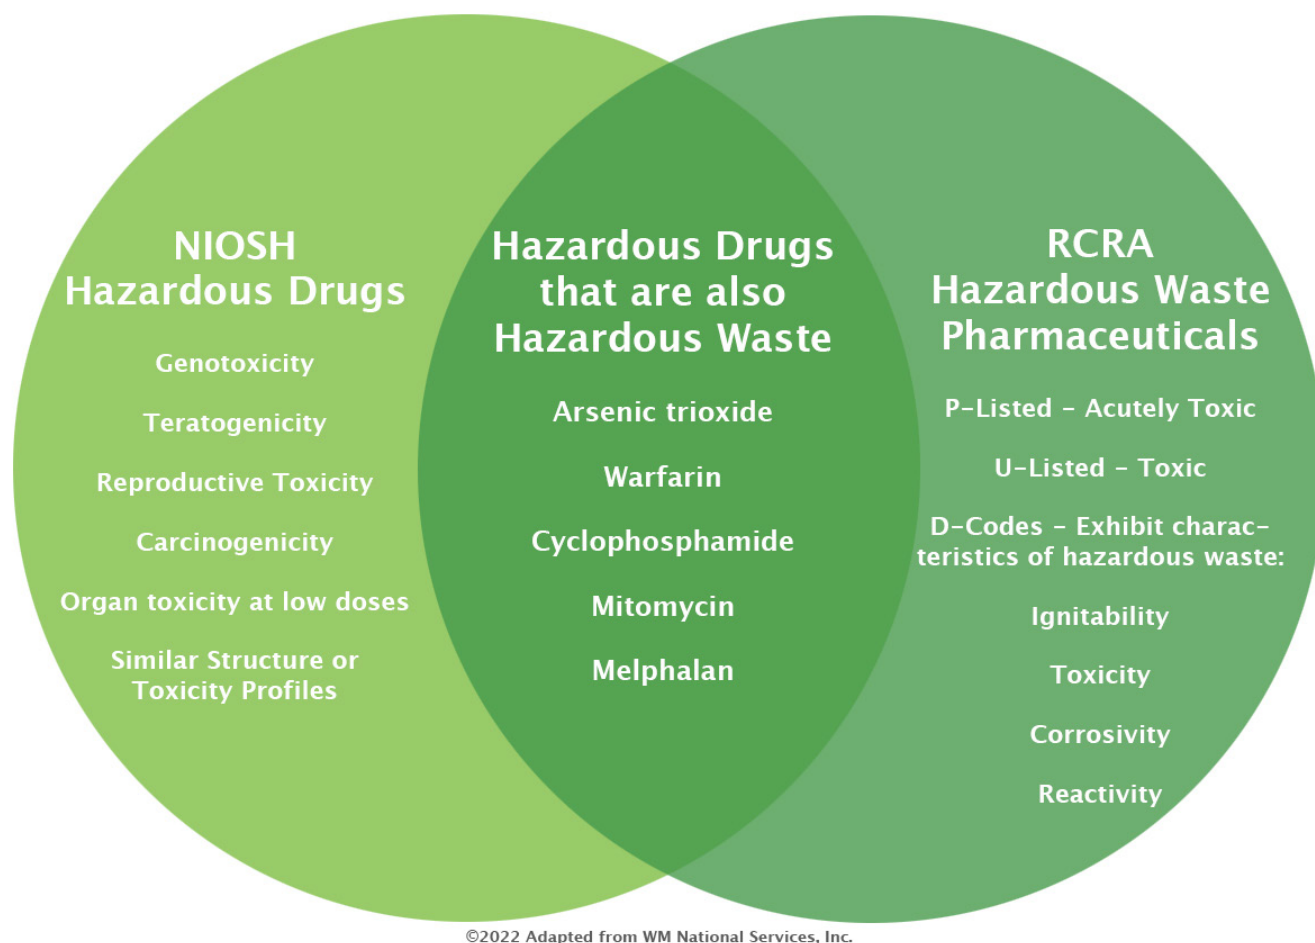 NIOSH
Hazardous Drugs
Genotoxicity
Teratogenicity
Reproductive Toxicity
Carcinogenicity
Organ toxicity at low doses
Similar Structure or
Toxicity Profiles
Hazardous Drugs
that are also
Hazardous Waste
Arsenic trioxide
Warfarin
Cyclophosphamide
Mitomycin
Melphalan
RCRA
Hazardous Waste
Pharmaceuticals
P-Listed – Acutely Toxic
U-Listed – Toxic
D-Codes – Exhibit charac-
teristics of hazardous waste:
Ignitability
Toxicity
Corrosivity
Reactivity
©2022 Adapted from WM National Services, Inc.